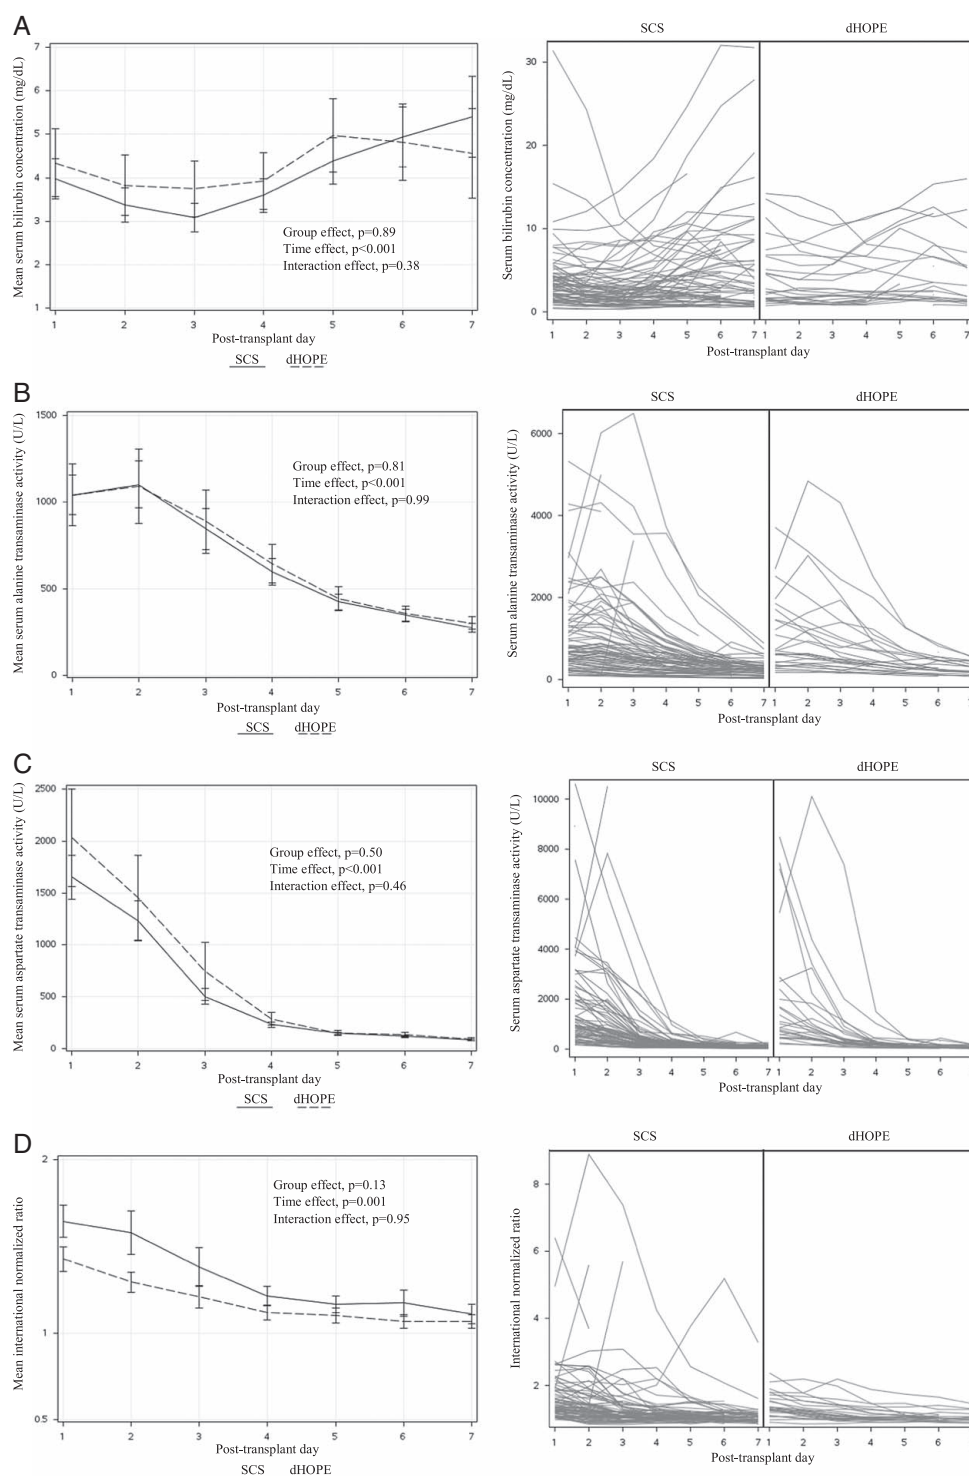 A
Mean serum bilirubin concentration (mg/dL)
7
6
5
4
3
2
1
Group effect, p=0.89
Time effect, p<0.001
Interaction effect, p=0.38
1 2 3 4 5 6 7
Post-transplant day
SCS dHOPE
SCS dHOPE
Serum bilirubin concentration (mg/dL)
30
20
10
0
1 2 3 4 5 6 7 1 2 3 4 5 6 7
Post-transplant day
B
Mean serum alanine transaminase activity (U/L)
1500
1000
500
0
Group effect, p=0.81
Time effect, p<0.001
Interaction effect, p=0.99
1 2 3 4 5 6 7
Post-transplant day
SCS dHOPE
SCS dHOPE
Serum alanine transaminase activity (U/L)
6000
4000
2000
0
1 2 3 4 5 6 7 1 2 3 4 5 6
Post-transplant day
C
Mean serum aspartate transaminase activity (U/L)
2500
2000
1500
1000
500
0
Group effect, p=0.50
Time effect, p<0.001
Interaction effect, p=0.46
1 2 3 4 5 6 7
Post-transplant day
SCS dHOPE
SCS dHOPE
Serum aspartate transaminase activity (U/L)
10000
8000
6000
4000
2000
0
1 2 3 4 5 6 7 1 2 3 4 5 6
Post-transplant day
D
Mean international normalized ratio
2
1
0.5
Group effect, p=0.13
Time effect, p=0.001
Interaction effect, p=0.95
1 2 3 4 5 6 7
Post-transplant day
SCS dHOPE
SCS dHOPE
International normalized ratio
8
6
4
2
1 2 3 4 5 6 7 1 2 3 4 5 6 7
Post-transplant day